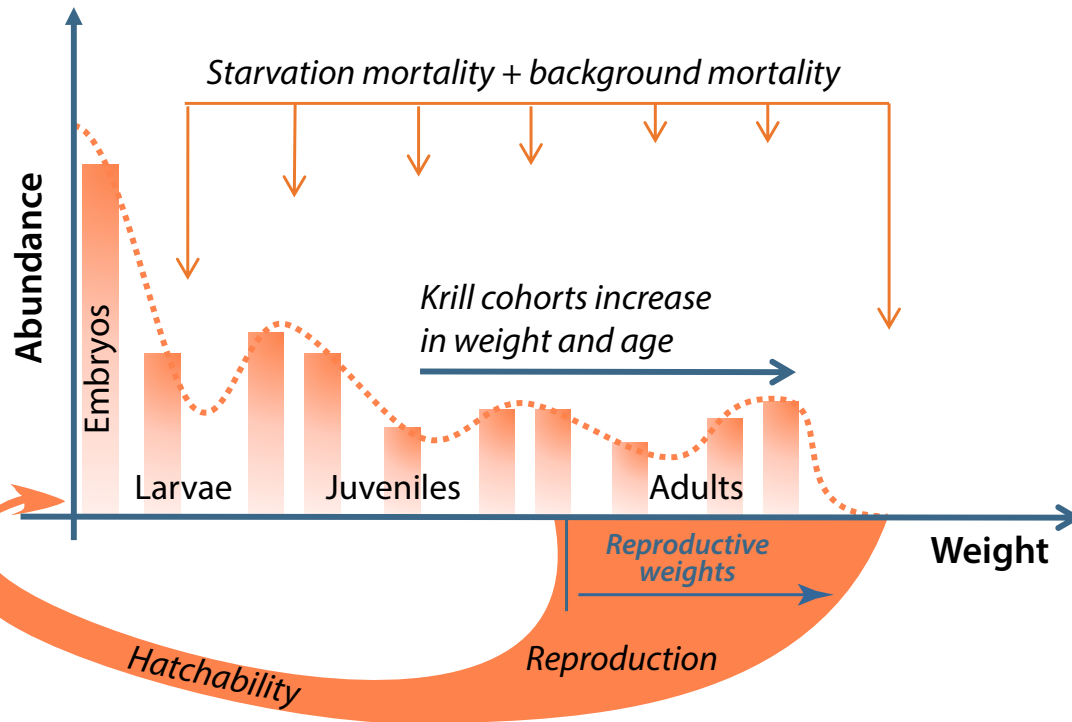 Starvation mortality + background mortality
Abundance
Krill cohorts increase
in weight and age
Embryos
Larvae
Juveniles
Adults
Weight
Reproductive
weights
Reproduction
Hatchability